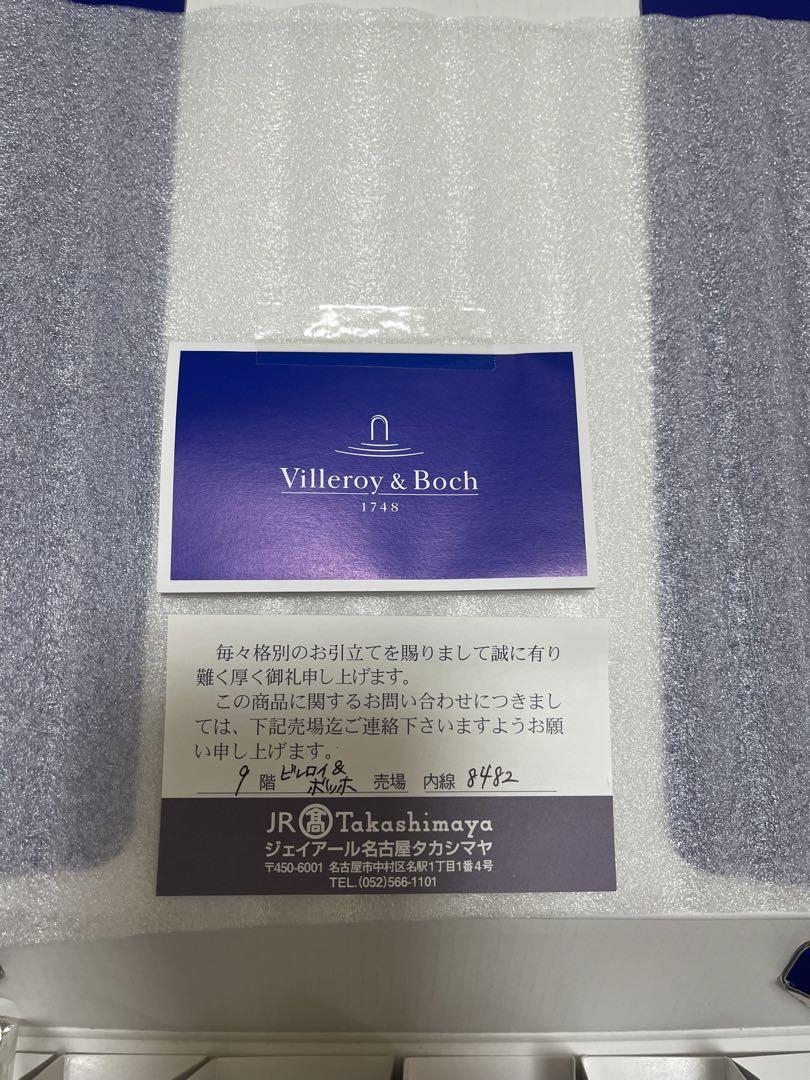 Villeroy & Boch
1748
毎々格別のお引立てを賜りまして誠に有り
難く厚く御礼申し上げます。
この商品に関するお問い合わせにつきまし
ては、下記売場迄ご連絡下さいますようお願
い申し上げます。
9 階 ビレロイ&ボッホ 売場 内線 8482
JR 髙 Takashimaya
ジェイアール名古屋タカシマヤ
〒450-6001 名古屋市中村区名駅1丁目1番4号
TEL.(052)566-1101